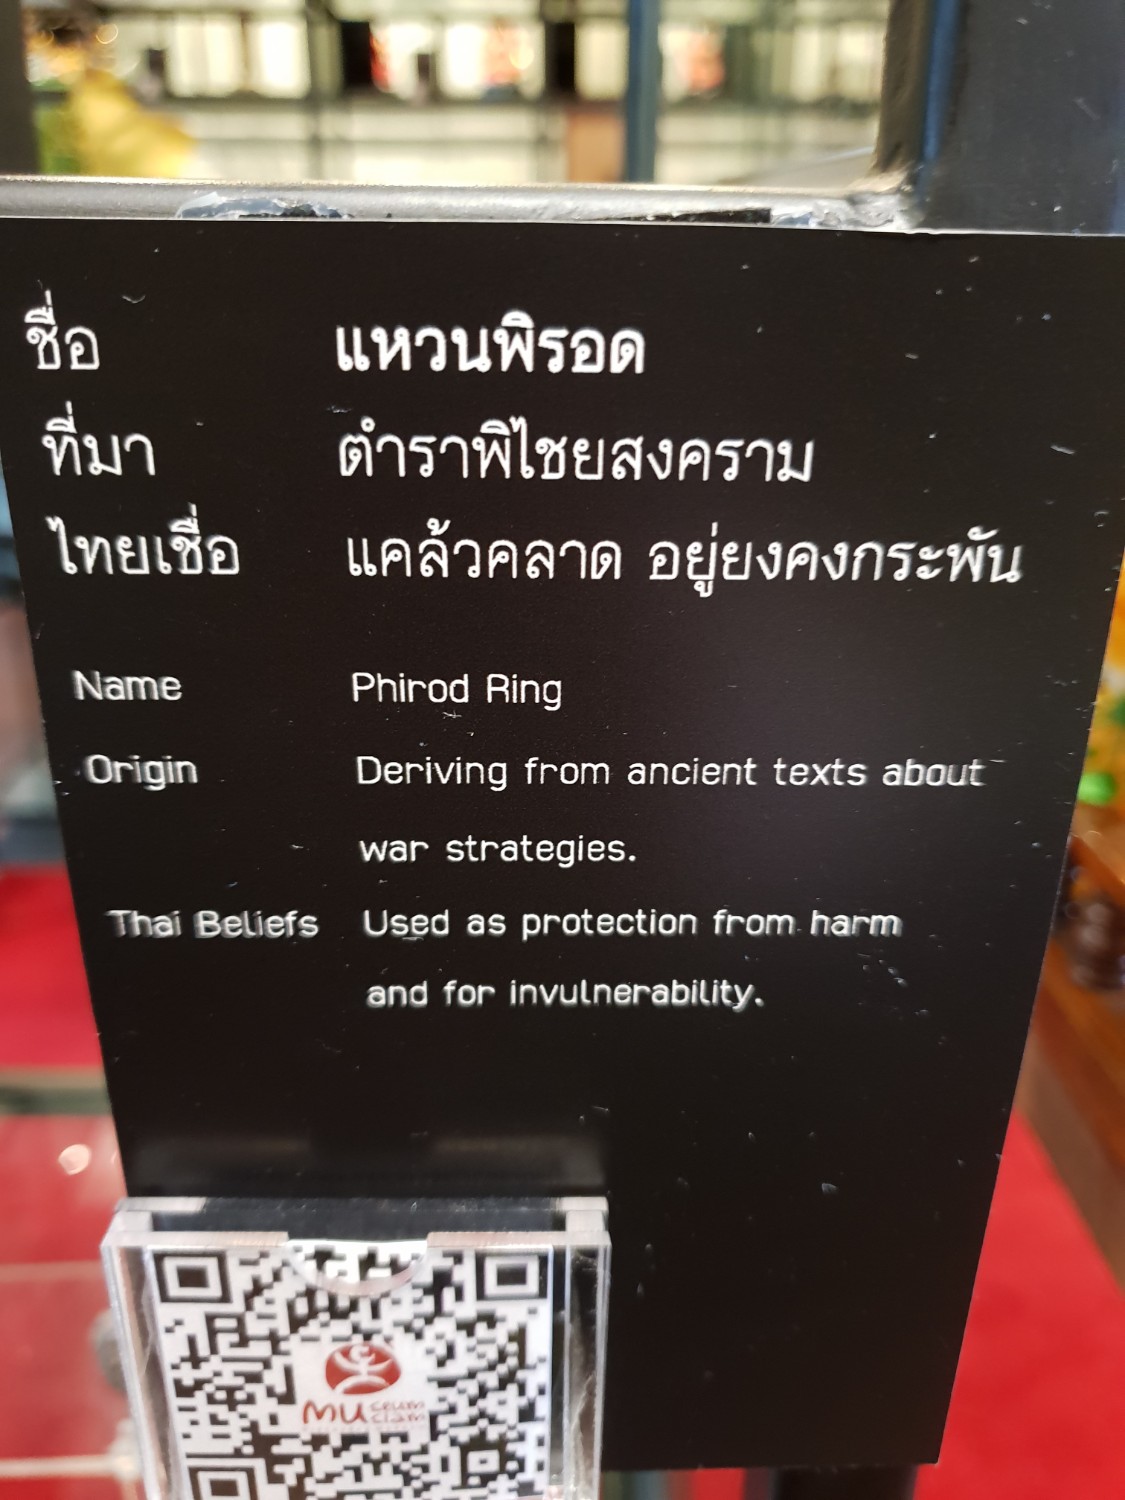 ชื่อ แหวนพิรอด
ที่มา ตำราพิไชยสงคราม
ไทยเชื่อ แคล้วคลาด อยู่ยงคงกระพัน
Name Phirod Ring
Origin Deriving from ancient texts about
war strategies.
Thai Beliefs Used as protection from harm
and for invulnerability.
MUseum
ciam